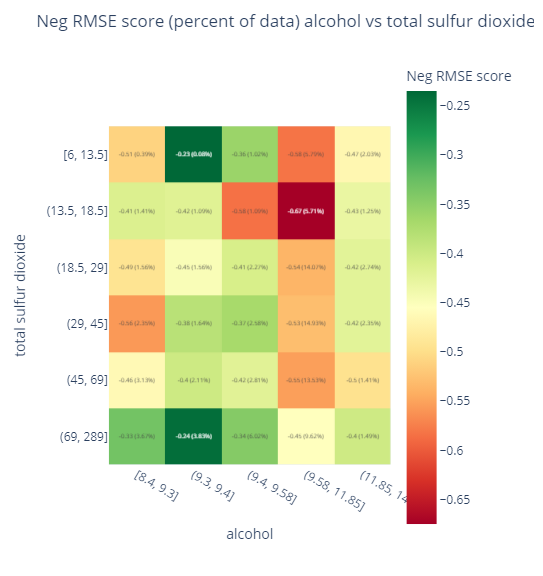 Neg RMSE score (percent of data) alcohol vs total sulfur dioxide
Neg RMSE score
[6, 13.5] -0.51 (0.39%) -0.23 (0.08%) -0.36 (1.02%) -0.58 (5.79%) -0.47 (2.03%)
(13.5, 18.5] -0.41 (1.41%) -0.42 (1.09%) -0.58 (1.09%) -0.67 (5.71%) -0.43 (1.25%)
(18.5, 29] -0.49 (1.56%) -0.45 (1.56%) -0.41 (2.27%) -0.54 (14.07%) -0.42 (2.74%)
(29, 45] -0.56 (2.35%) -0.38 (1.64%) -0.37 (2.58%) -0.53 (14.93%) -0.42 (2.35%)
(45, 69] -0.46 (3.13%) -0.4 (2.11%) -0.42 (2.81%) -0.55 (13.53%) -0.5 (1.41%)
(69, 289] -0.33 (3.67%) -0.24 (3.83%) -0.34 (6.02%) -0.45 (9.62%) -0.4 (1.49%)
total sulfur dioxide
[8.4, 9.3]
(9.3, 9.4]
(9.4, 9.58]
(9.58, 11.85]
(11.85, 14
alcohol
−0.25
−0.3
−0.35
−0.4
−0.45
−0.5
−0.55
−0.6
−0.65